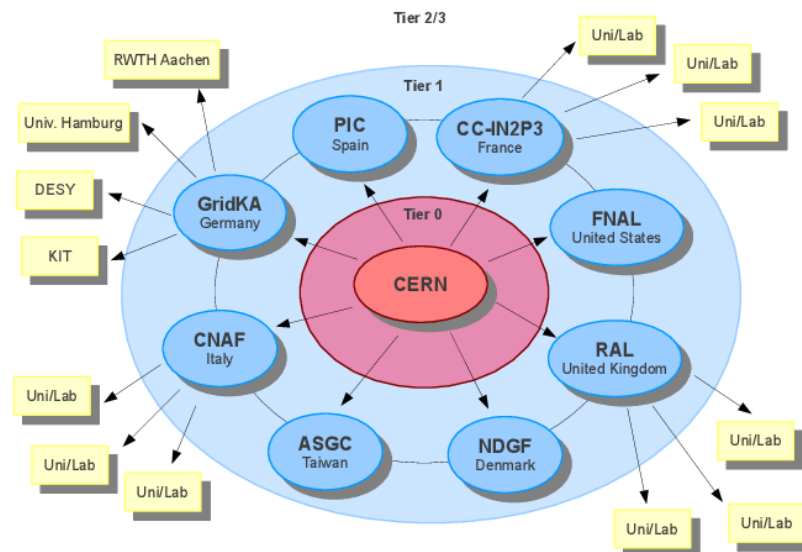 Tier 2/3
Uni/Lab
RWTH Aachen
Uni/Lab
Tier 1
Univ. Hamburg
PIC
Spain
CC-IN2P3
France
Uni/Lab
DESY
GridKA
Germany
Tier 0
FNAL
United States
KIT
CERN
CNAF
Italy
RAL
United Kingdom
Uni/Lab
ASGC
Taiwan
NDGF
Denmark
Uni/Lab
Uni/Lab
Uni/Lab
Uni/Lab
Uni/Lab